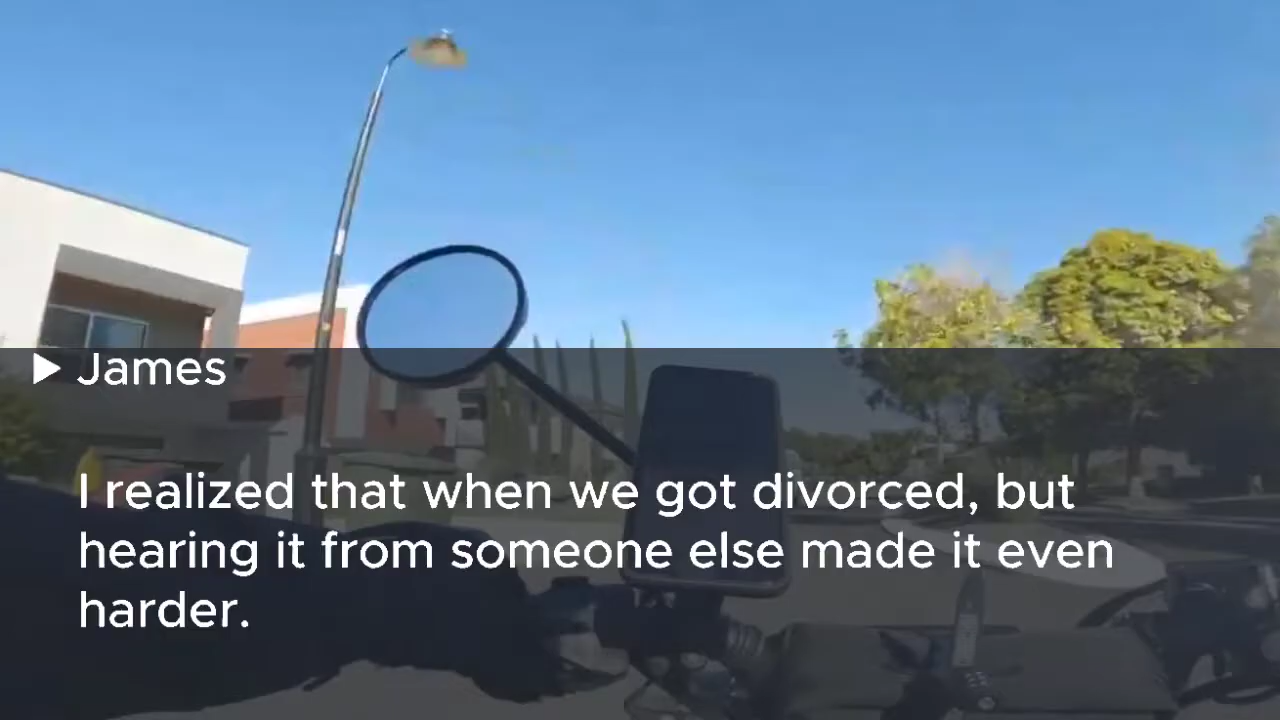 James
I realized that when we got divorced, but
hearing it from someone else made it even
harder.